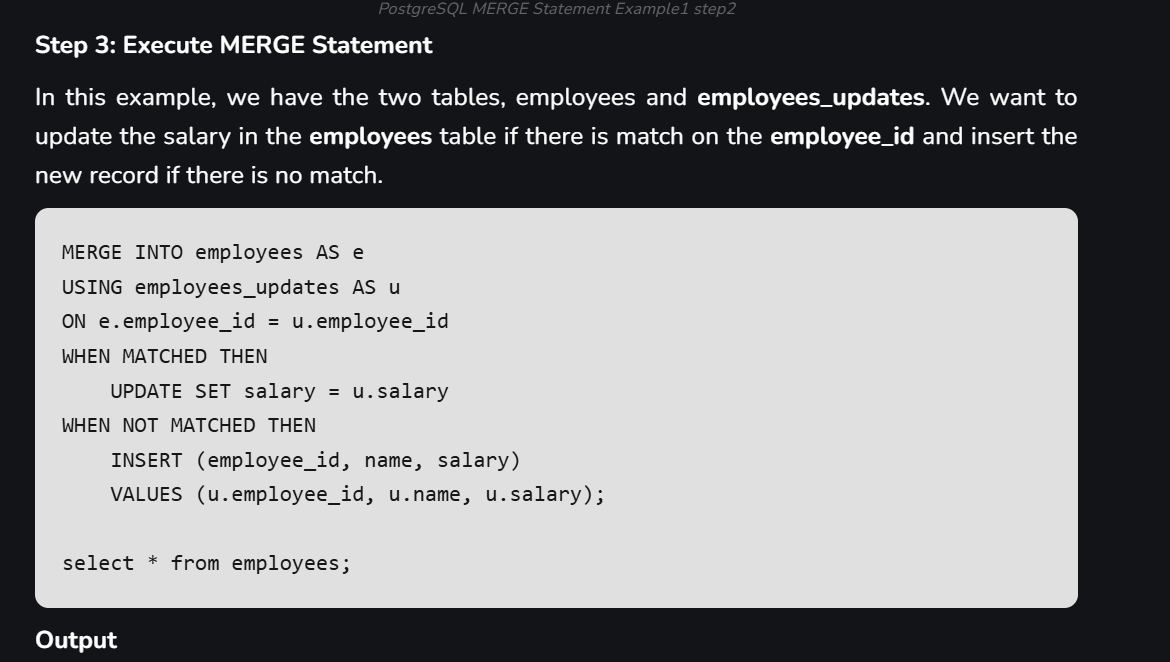 PostgreSQL MERGE Statement Example1 step2
Step 3: Execute MERGE Statement
In this example, we have the two tables, employees and employees_updates. We want to
update the salary in the employees table if there is match on the employee_id and insert the
new record if there is no match.
MERGE INTO employees AS e
USING employees_updates AS u
ON e.employee_id = u.employee_id
WHEN MATCHED THEN
    UPDATE SET salary = u.salary
WHEN NOT MATCHED THEN
    INSERT (employee_id, name, salary)
    VALUES (u.employee_id, u.name, u.salary);
select * from employees;
Output